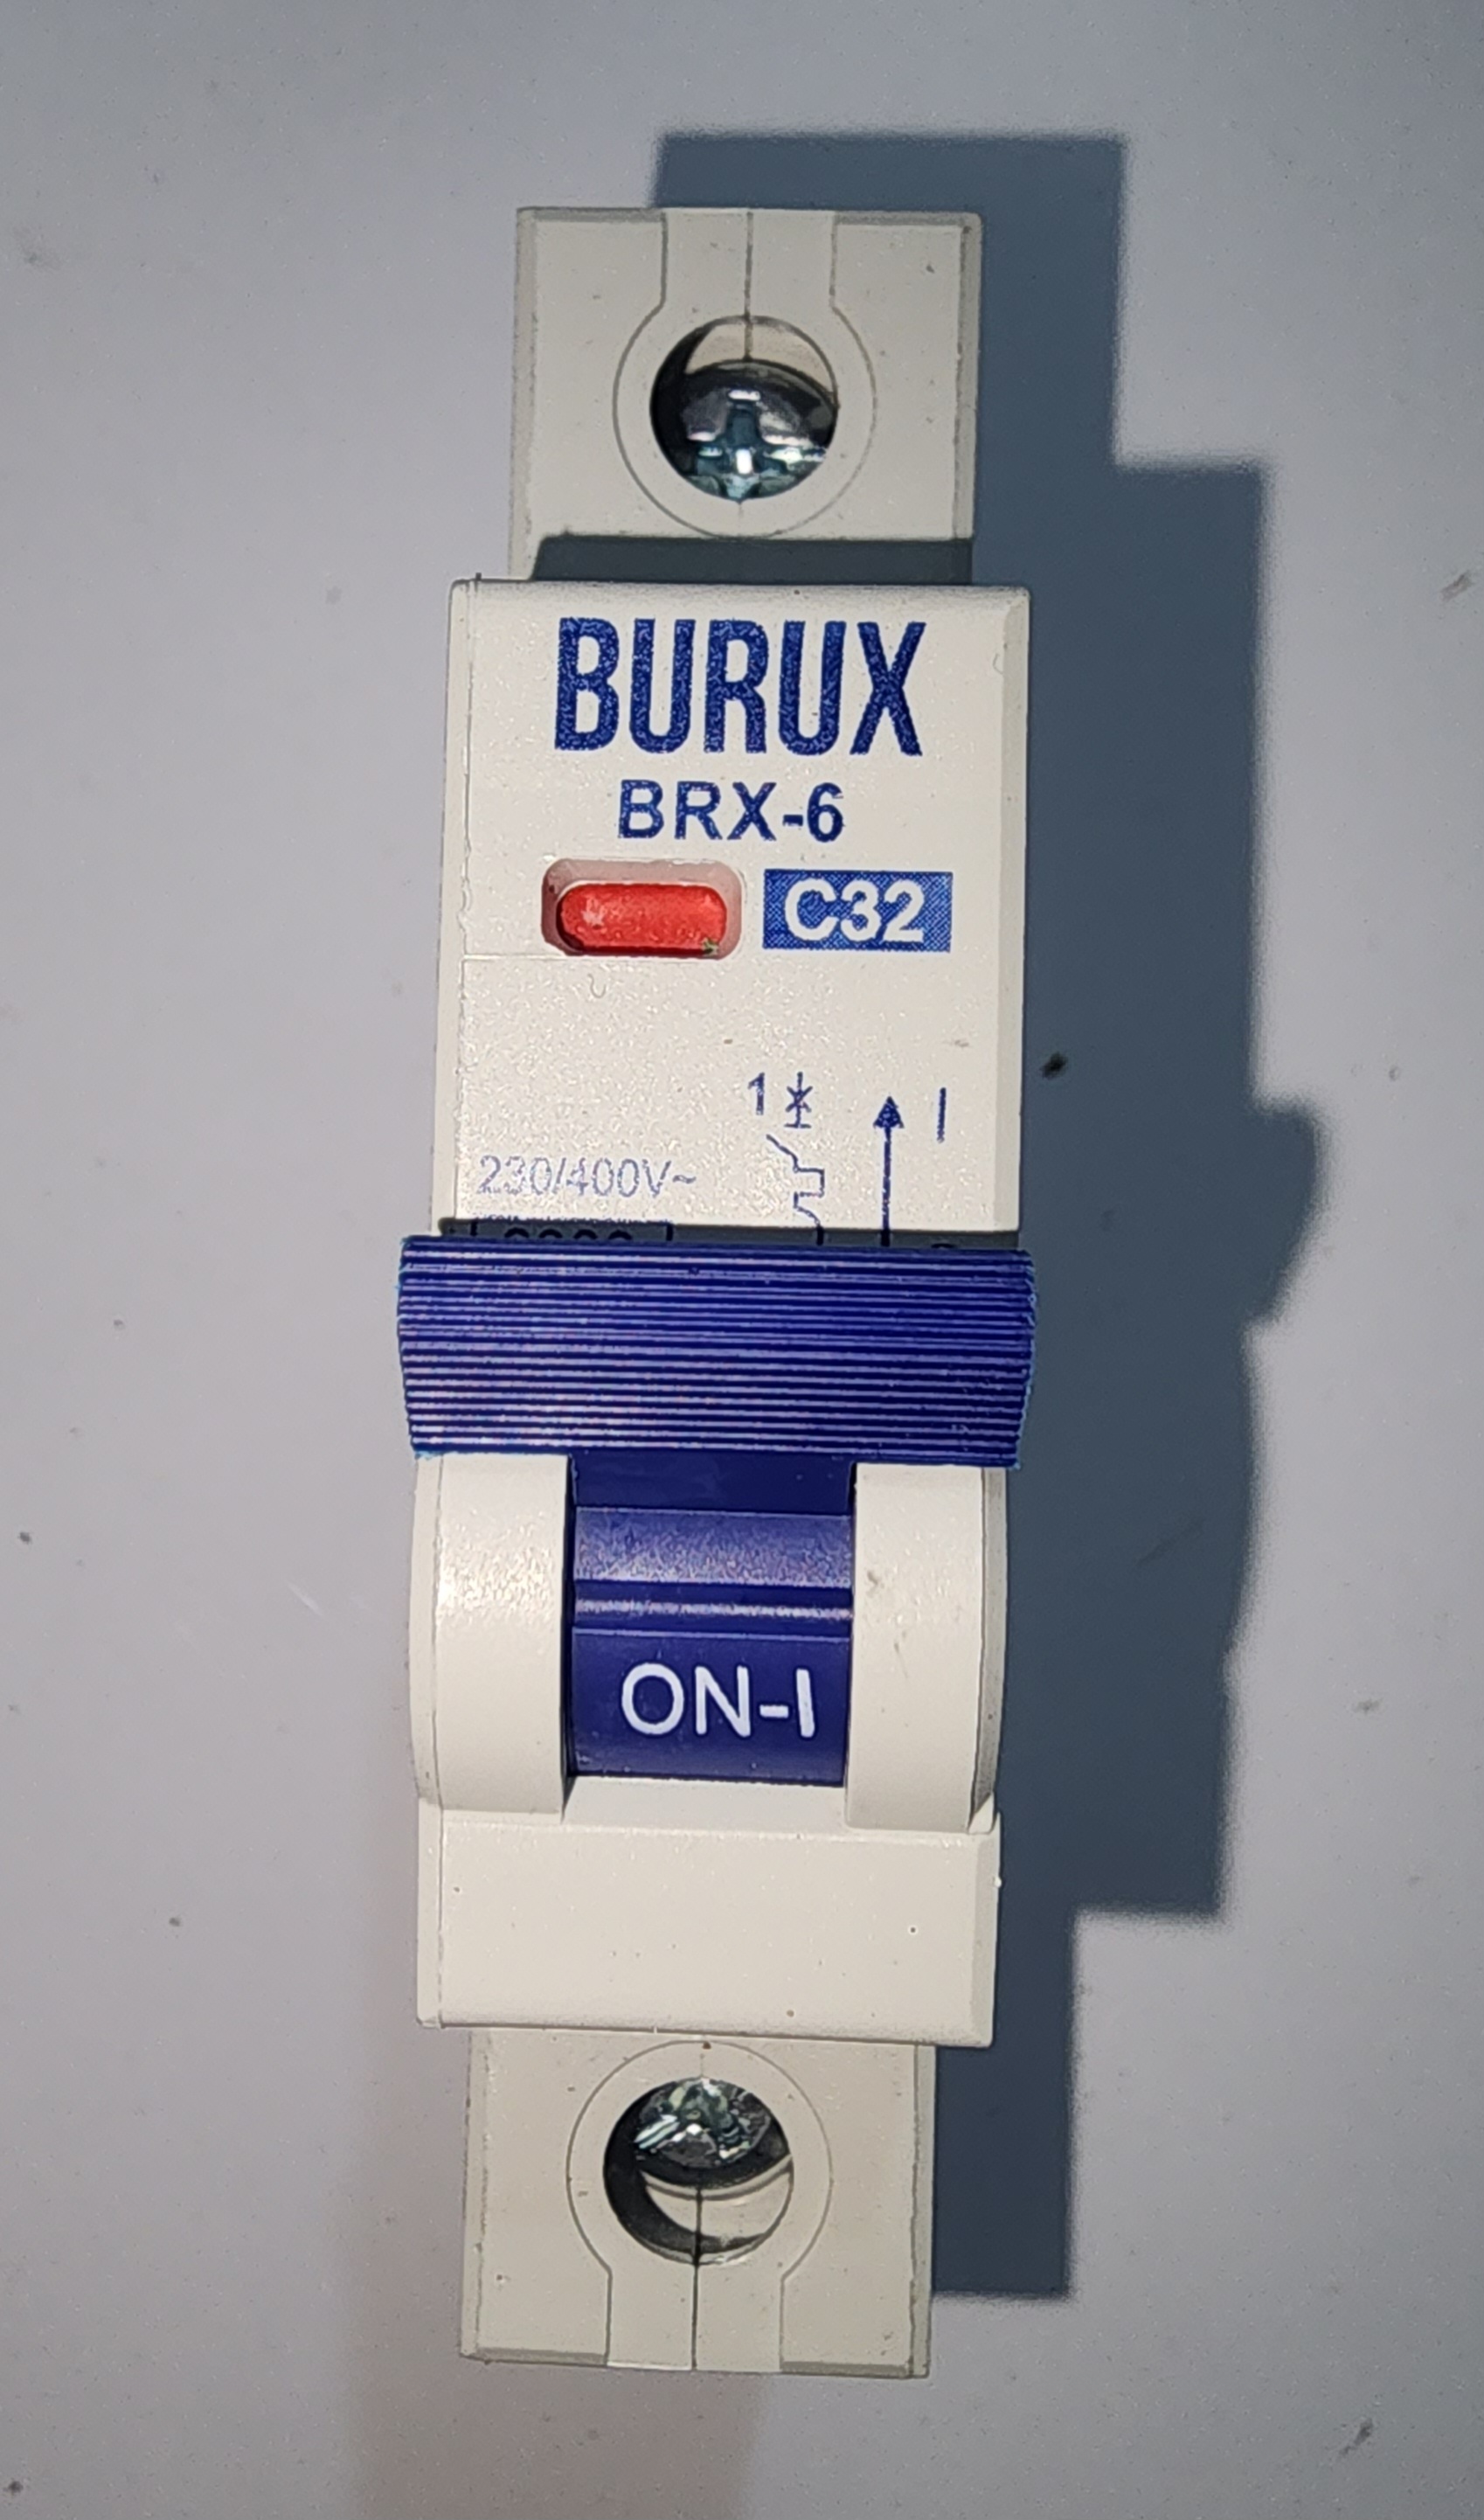 BURUX
BRX-6
C32
1
I
230/400V~
ON-I